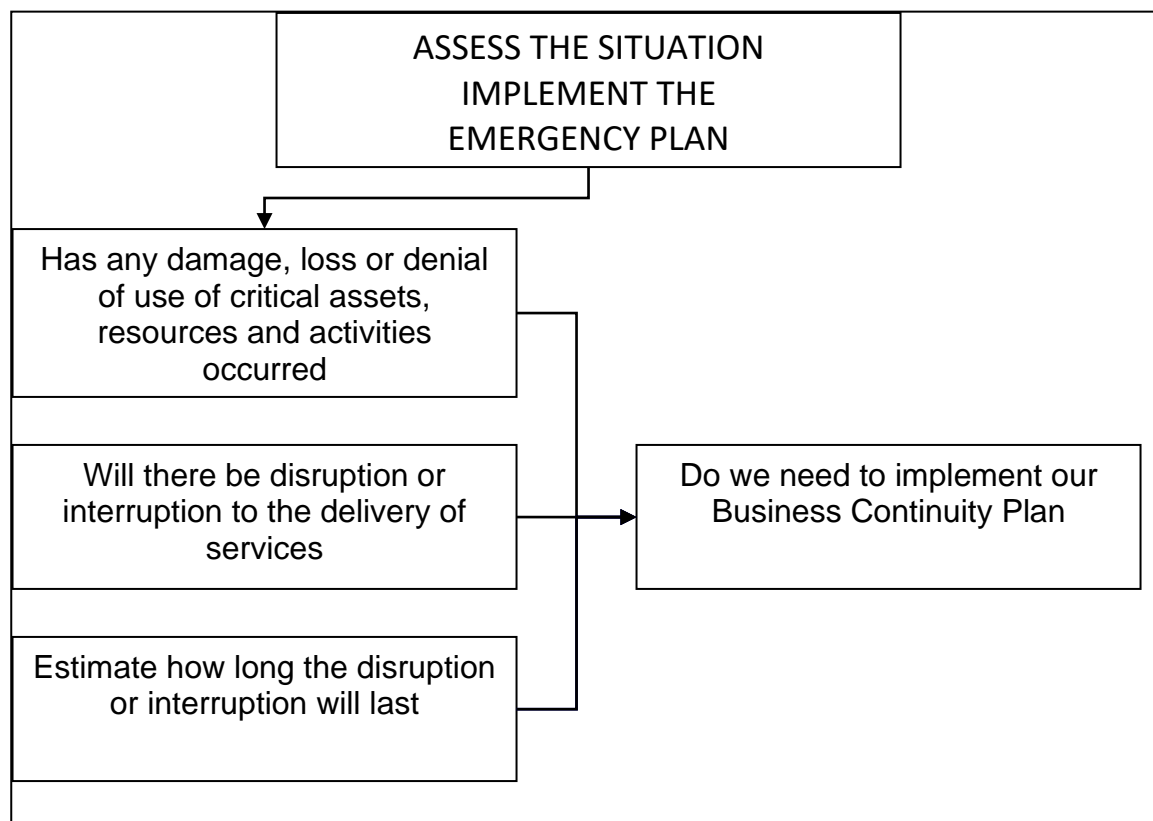 ASSESS THE SITUATION
IMPLEMENT THE
EMERGENCY PLAN
Has any damage, loss or denial
of use of critical assets,
resources and activities
occurred
Will there be disruption or
interruption to the delivery of
services
Do we need to implement our
Business Continuity Plan
Estimate how long the disruption
or interruption will last